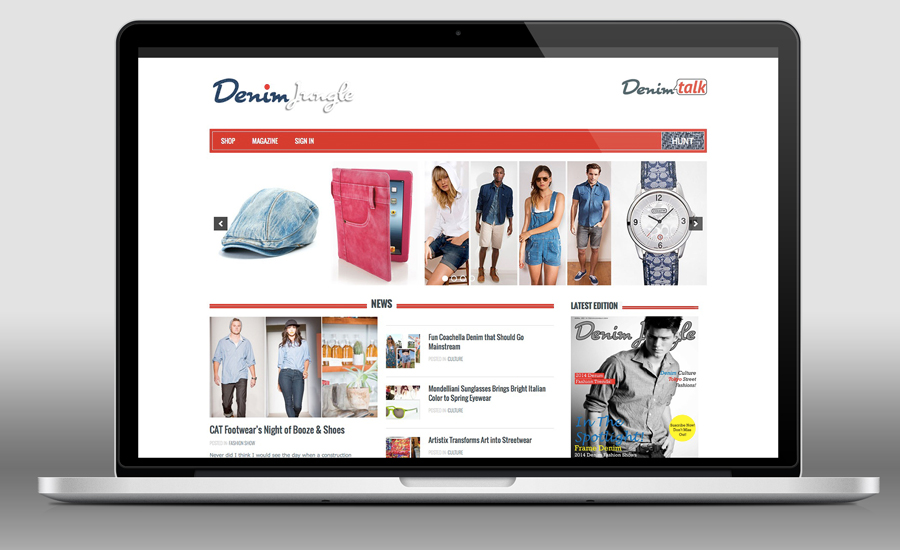 Denim Jungle
Denim talk
SHOP MAGAZINE SIGN IN
HUNT
NEWS
CAT Footwear's Night of Booze & Shoes
POSTED IN FASHION SHOW
Never did I think I would see the day when a construction
Fun Coachella Denim that Should Go
Mainstream
POSTED IN CULTURE
Mondelliani Sunglasses Brings Bright Italian
Color to Spring Eyewear
POSTED IN CULTURE
Artistix Transforms Art into Streetwear
POSTED IN CULTURE
LATEST EDITION
Denim Jungle
2014 Denim
Fashion Trends
Denim Culture
Tokyo Street
Fashions!
In The
Spotlight!
Frame Denim
2014 Denim Fashion Shows
Suscribe Now!
Don't Miss
Out!